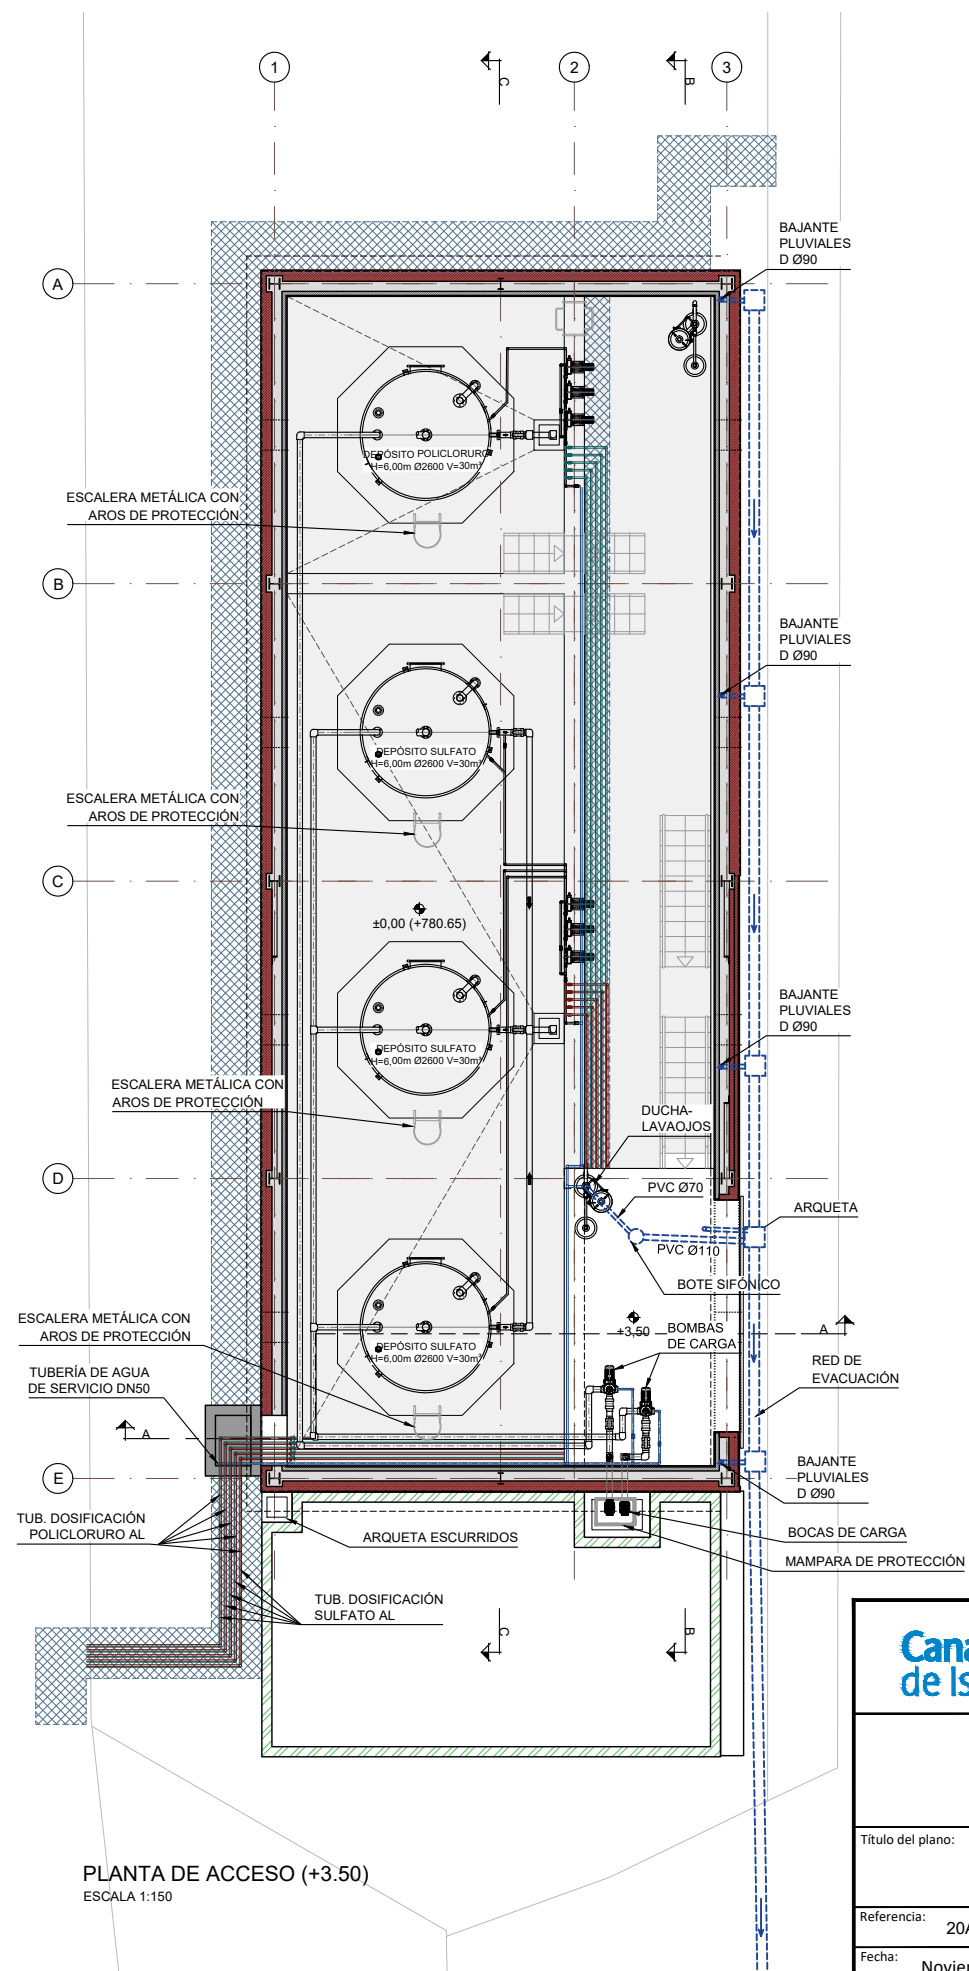 1
2
3
C
B
BAJANTE
PLUVIALES
D Ø90
A
DEPÓSITO POLICLORURO
H=6,00m Ø2600 V=30m³
ESCALERA METÁLICA CON
AROS DE PROTECCIÓN
B
BAJANTE
PLUVIALES
D Ø90
DEPÓSITO SULFATO
H=6,00m Ø2600 V=30m³
ESCALERA METÁLICA CON
AROS DE PROTECCIÓN
C
±0,00 (+780.65)
BAJANTE
PLUVIALES
D Ø90
DEPÓSITO SULFATO
H=6,00m Ø2600 V=30m³
ESCALERA METÁLICA CON
AROS DE PROTECCIÓN
DUCHA-
LAVAOJOS
D
PVC Ø70
ARQUETA
PVC Ø110
BOTE SIFÓNICO
ESCALERA METÁLICA CON
AROS DE PROTECCIÓN
+3,50
BOMBAS
DE CARGA
A
DEPÓSITO SULFATO
H=6,00m Ø2600 V=30m³
TUBERÍA DE AGUA
DE SERVICIO DN50
RED DE
EVACUACIÓN
A
E
BAJANTE
PLUVIALES
D Ø90
TUB. DOSIFICACIÓN
POLICLORURO AL
ARQUETA ESCURRIDOS
BOCAS DE CARGA
MAMPARA DE PROTECCIÓN
TUB. DOSIFICACIÓN
SULFATO AL
C
B
Cana
de Is
Título del plano:
PLANTA DE ACCESO (+3.50)
ESCALA 1:150
Referencia:
20A
Fecha:
Noviem